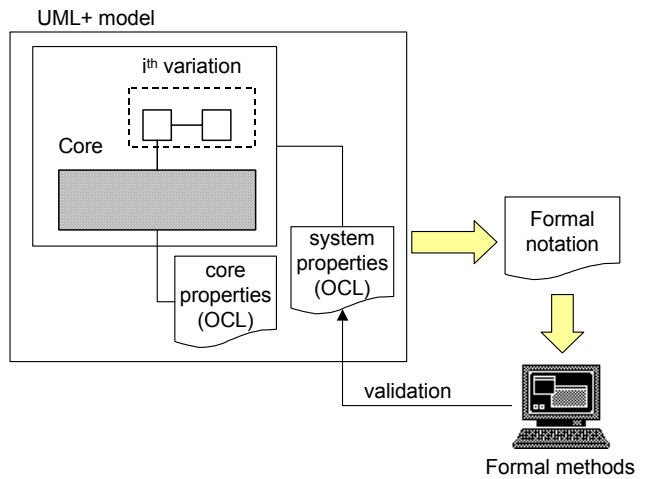 UML+ model
iᵗʰ variation
Core
core
properties
(OCL)
system
properties
(OCL)
Formal
notation
validation
Formal methods